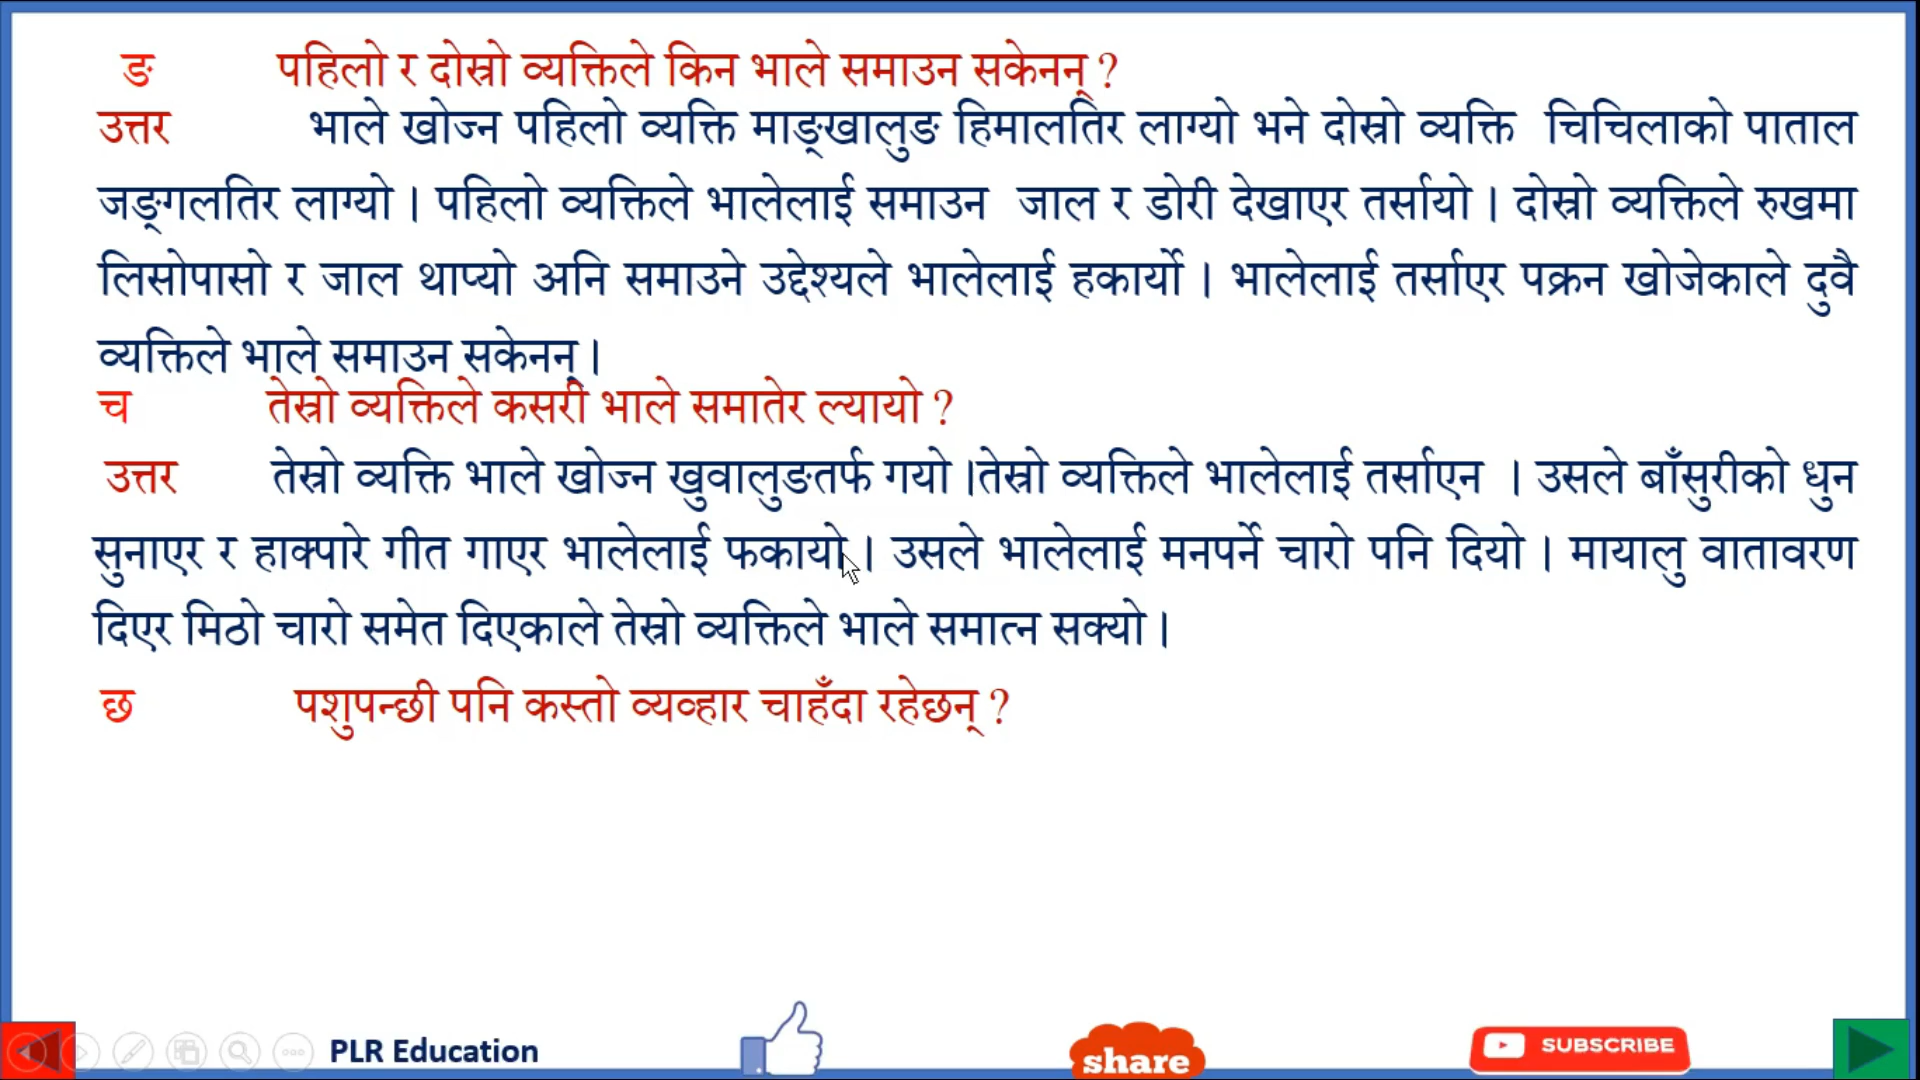 ङ पहिलो र दोस्रो व्यक्तिले किन भाले समाउन सकेनन् ?
उत्तर भाले खोज्न पहिलो व्यक्ति माङ्खालुङ हिमालतिर लाग्यो भने दोस्रो व्यक्ति चिचिलाको पाताल
जङ्गलतिर लाग्यो । पहिलो व्यक्तिले भालेलाई समाउन जाल र डोरी देखाएर तर्सायो । दोस्रो व्यक्तिले रुखमा
लिसोपासो र जाल थाप्यो अनि समाउने उद्देश्यले भालेलाई हकार्यो । भालेलाई तर्साएर पक्रन खोजेकाले दुवै
व्यक्तिले भाले समाउन सकेनन् ।
च तेस्रो व्यक्तिले कसरी भाले समातेर ल्यायो ?
उत्तर तेस्रो व्यक्ति भाले खोज्न खुवालुङतर्फ गयो ।तेस्रो व्यक्तिले भालेलाई तर्साएन । उसले बाँसुरीको धुन
सुनाएर र हाक्पारे गीत गाएर भालेलाई फकायो । उसले भालेलाई मनपर्ने चारो पनि दियो । मायालु वातावरण
दिएर मिठो चारो समेत दिएकाले तेस्रो व्यक्तिले भाले समात्न सक्यो ।
छ पशुपन्छी पनि कस्तो व्यव्हार चाहँदा रहेछन् ?
PLR Education
share
SUBSCRIBE